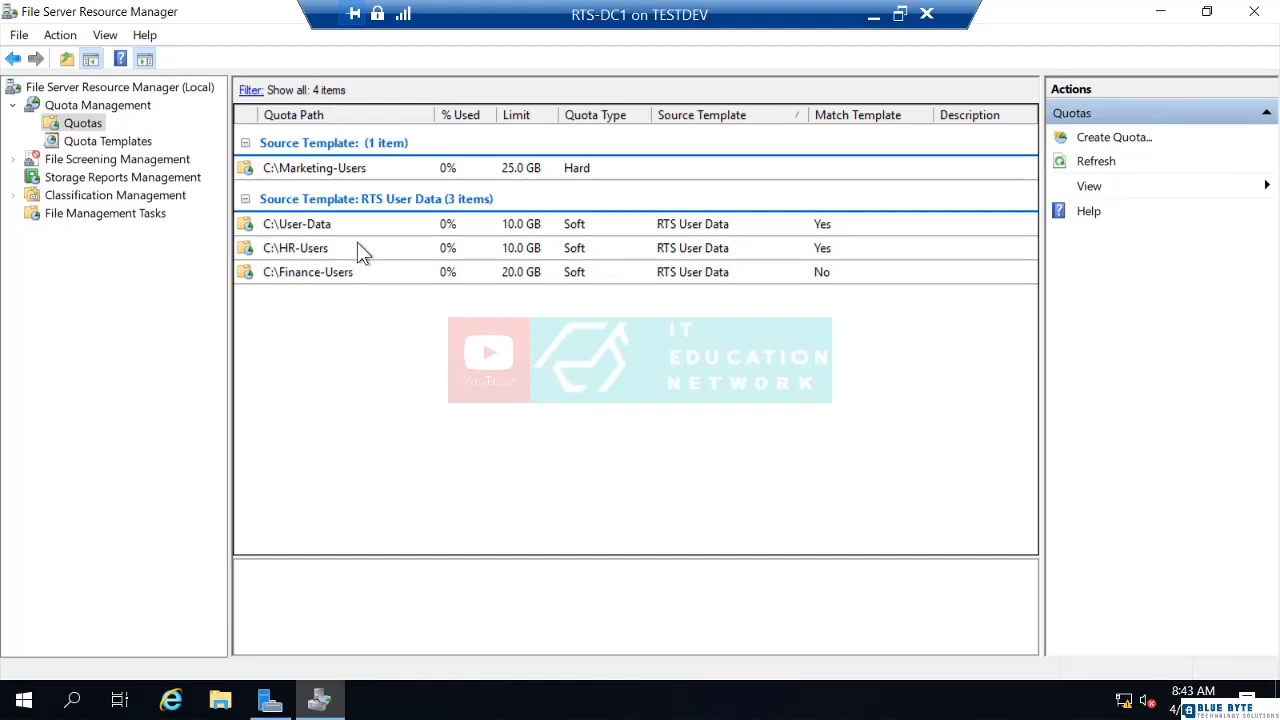 File Server Resource Manager
RTS-DC1 on TESTDEV
File Action View Help
File Server Resource Manager (Local)
Quota Management
Quotas
Quota Templates
File Screening Management
Storage Reports Management
Classification Management
File Management Tasks
Filter: Show all: 4 items
Quota Path % Used Limit Quota Type Source Template / Match Template Description
Source Template: (1 item)
C:\Marketing-Users 0% 25.0 GB Hard
Source Template: RTS User Data (3 items)
C:\User-Data 0% 10.0 GB Soft RTS User Data Yes
C:\HR-Users 0% 10.0 GB Soft RTS User Data Yes
C:\Finance-Users 0% 20.0 GB Soft RTS User Data No
YouTube
IT
EDUCATION
NETWORK
Actions
Quotas
Create Quota...
Refresh
View
Help
8:43 AM
4/
BLUE BYTE
TECHNOLOGY SOLUTIONS